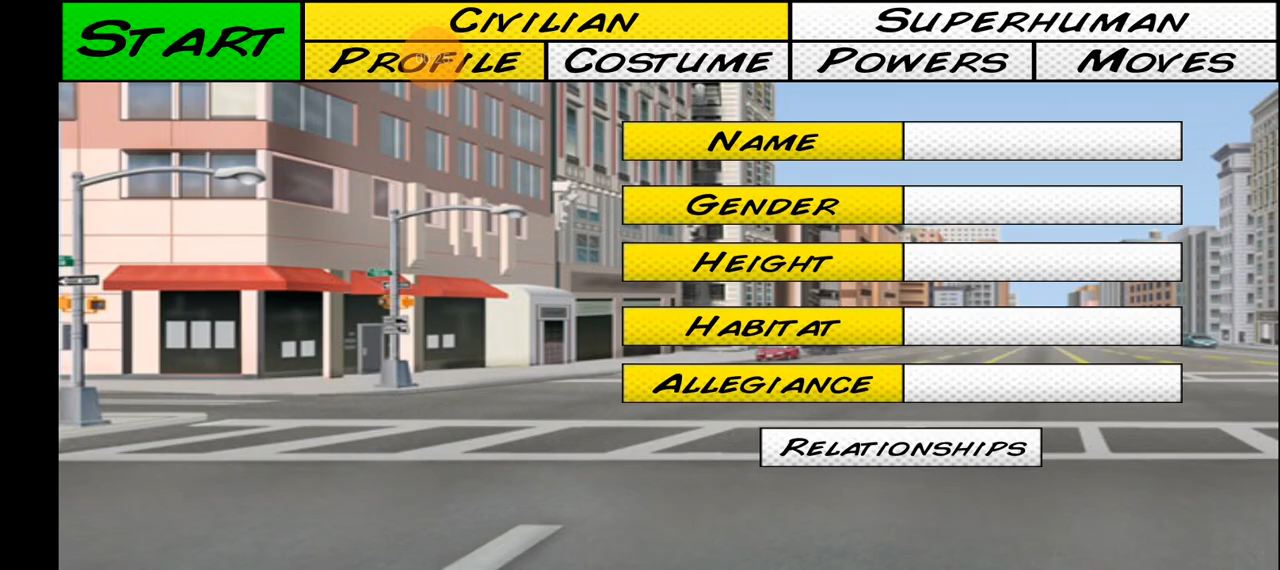 START
CIVILIAN
SUPERHUMAN
PROFILE
COSTUME
POWERS
MOVES
NAME
GENDER
HEIGHT
HABITAT
ALLEGIANCE
RELATIONSHIPS